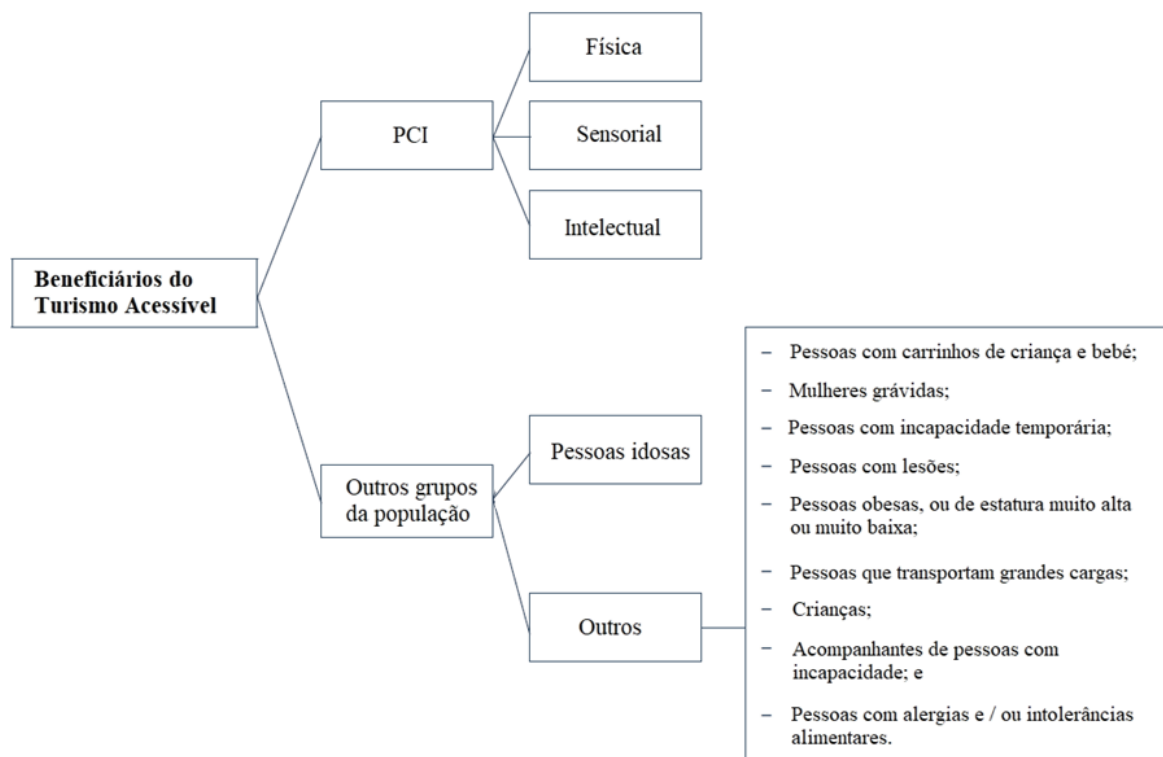 Física
PCI
Sensorial
Intelectual
Beneficiários do
Turismo Acessível
Pessoas idosas
Outros grupos
da população
Outros
– Pessoas com carrinhos de criança e bebé;
– Mulheres grávidas;
– Pessoas com incapacidade temporária;
– Pessoas com lesões;
– Pessoas obesas, ou de estatura muito alta
ou muito baixa;
– Pessoas que transportam grandes cargas;
– Crianças;
– Acompanhantes de pessoas com
incapacidade; e
– Pessoas com alergias e / ou intolerâncias
alimentares.